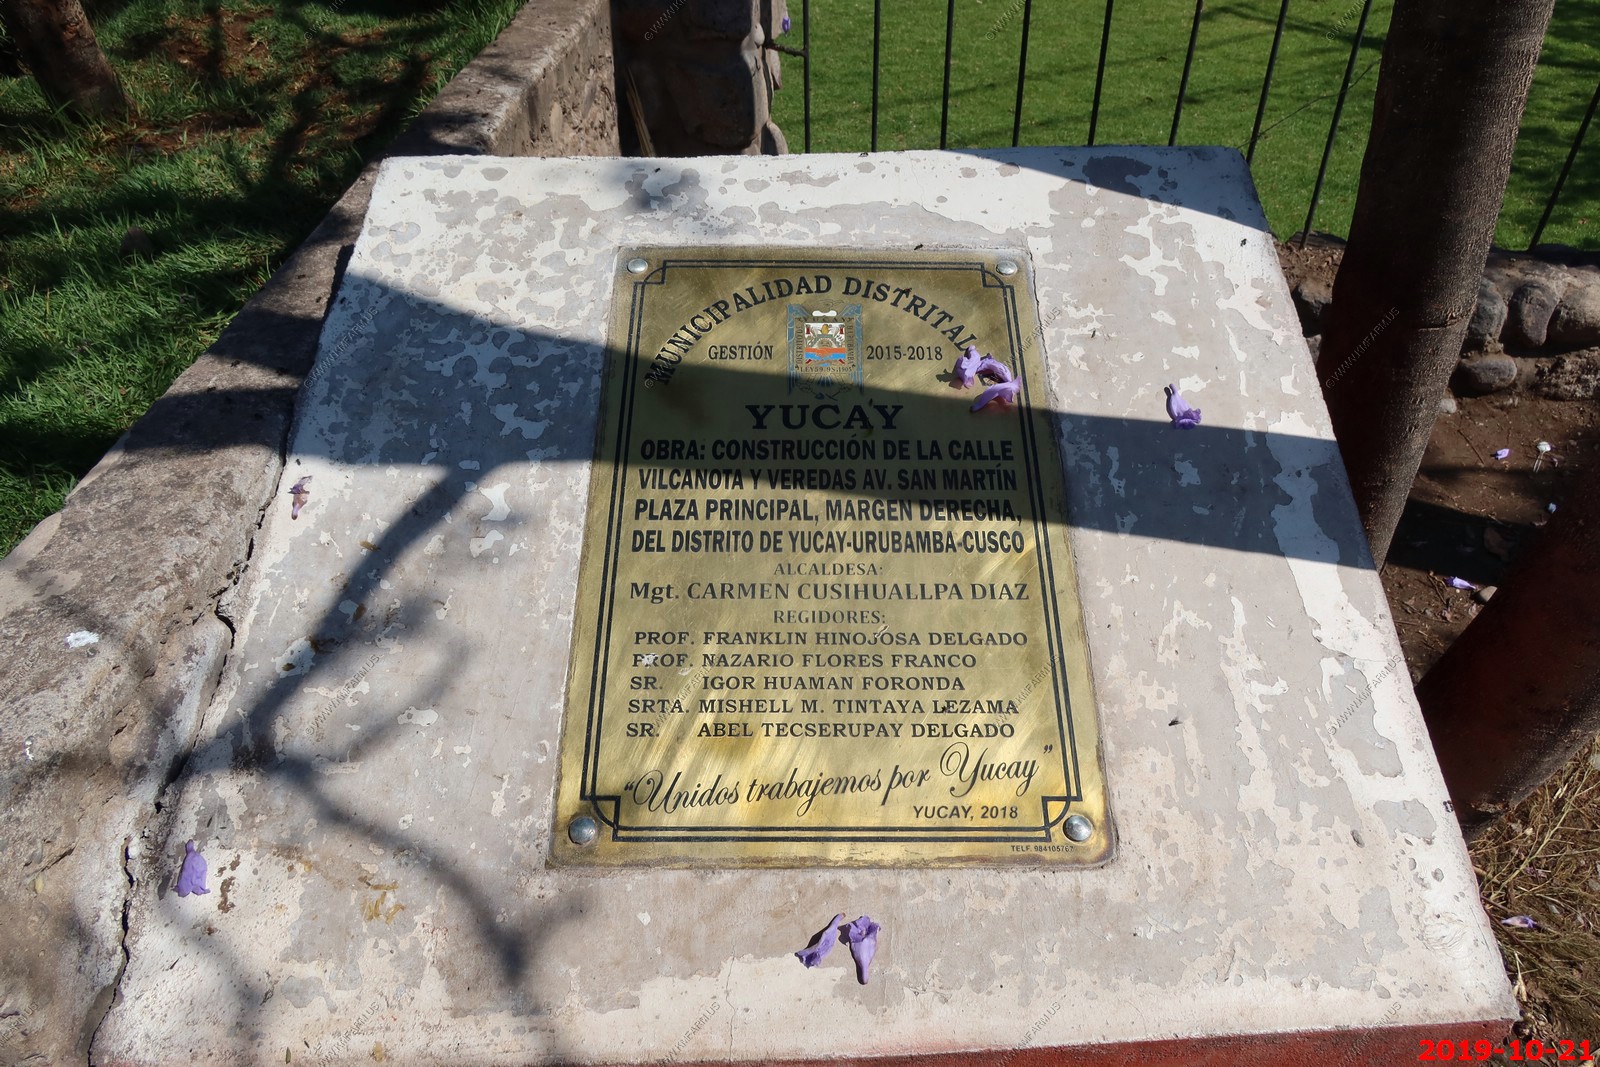 MUNICIPALIDAD DISTRITAL
GESTIÓN 2015-2018
YUCAY
YUCAY
OBRA: CONSTRUCCIÓN DE LA CALLE
VILCANOTA Y VEREDAS AV. SAN MARTÍN
PLAZA PRINCIPAL, MARGEN DERECHA,
DEL DISTRITO DE YUCAY-URUBAMBA-CUSCO
ALCALDESA:
Mgt. CARMEN CUSIHUALLPA DIAZ
REGIDORES:
PROF. FRANKLIN HINOJOSA DELGADO
PROF. NAZARIO FLORES FRANCO
SR. IGOR HUAMAN FORONDA
SRTA. MISHELL M. TINTAYA LEZAMA
SR. ABEL TECSERUPAY DELGADO
"Unidos trabajemos por Yucay"
YUCAY, 2018
TELF. 984105767
2019-10-21